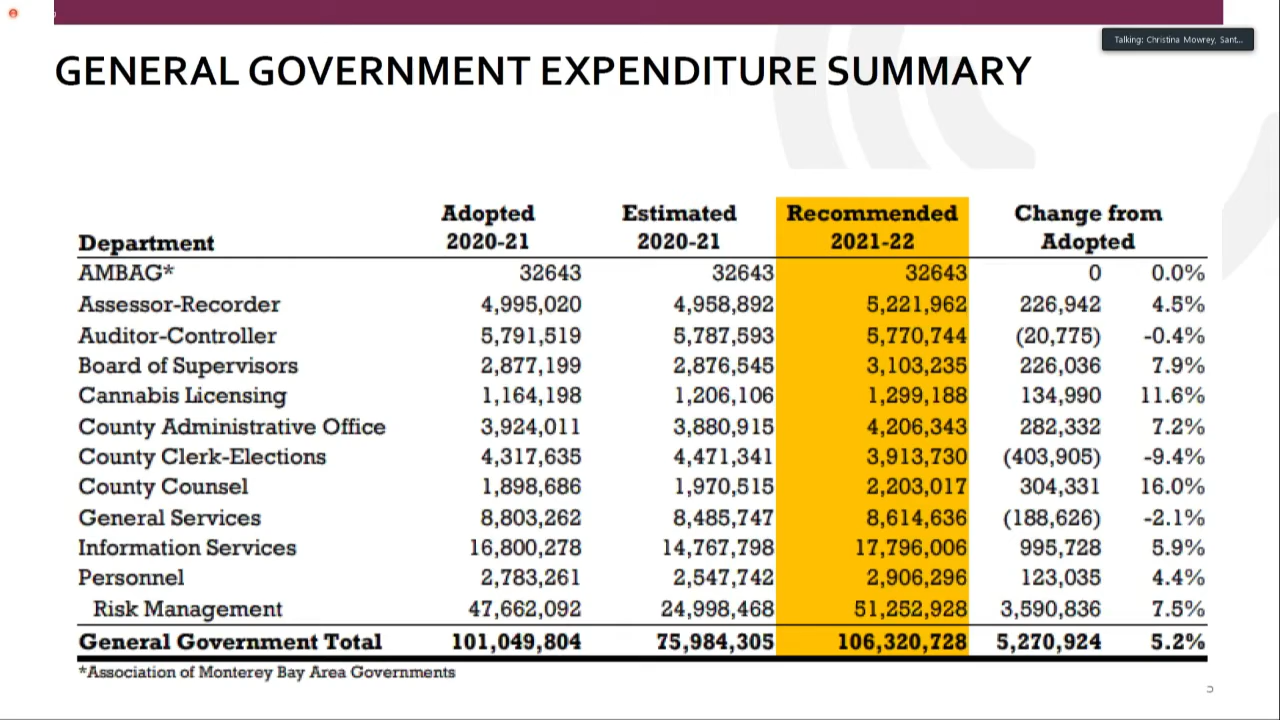 Talking: Christina Mowrey, Sant...
GENERAL GOVERNMENT EXPENDITURE SUMMARY
Adopted Estimated Recommended Change from
Department 2020-21 2020-21 2021-22 Adopted
AMBAG* 32643 32643 32643 0 0.0%
Assessor-Recorder 4,995,020 4,958,892 5,221,962 226,942 4.5%
Auditor-Controller 5,791,519 5,787,593 5,770,744 (20,775) -0.4%
Board of Supervisors 2,877,199 2,876,545 3,103,235 226,036 7.9%
Cannabis Licensing 1,164,198 1,206,106 1,299,188 134,990 11.6%
County Administrative Office 3,924,011 3,880,915 4,206,343 282,332 7.2%
County Clerk-Elections 4,317,635 4,471,341 3,913,730 (403,905) -9.4%
County Counsel 1,898,686 1,970,515 2,203,017 304,331 16.0%
General Services 8,803,262 8,485,747 8,614,636 (188,626) -2.1%
Information Services 16,800,278 14,767,798 17,796,006 995,728 5.9%
Personnel 2,783,261 2,547,742 2,906,296 123,035 4.4%
Risk Management 47,662,092 24,998,468 51,252,928 3,590,836 7.5%
General Government Total 101,049,804 75,984,305 106,320,728 5,270,924 5.2%
*Association of Monterey Bay Area Governments